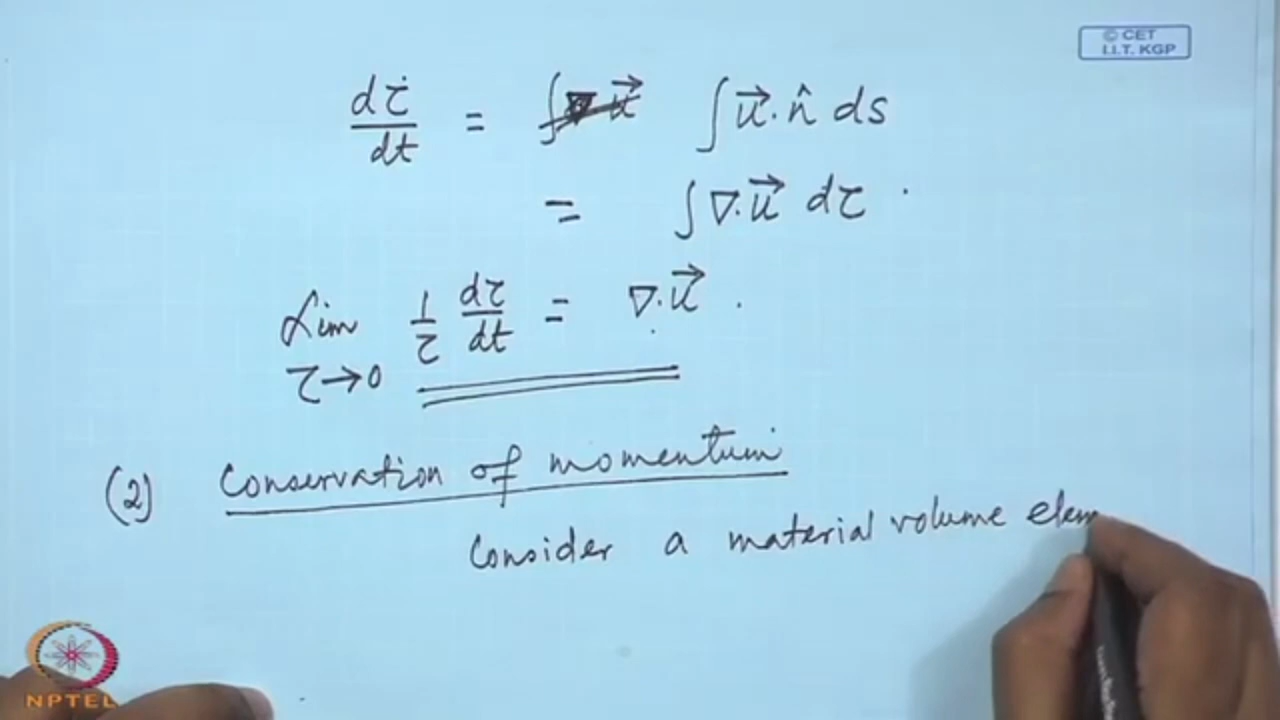 © CET
I.I.T. KGP
dτ/dt = ∫u⃗·n̂ ds
= ∫∇·u⃗ dτ .
Lim τ→0 1/τ dτ/dt = ∇·u⃗ .
(2) Conservation of momentum
Consider a material volume elem
NPTEL